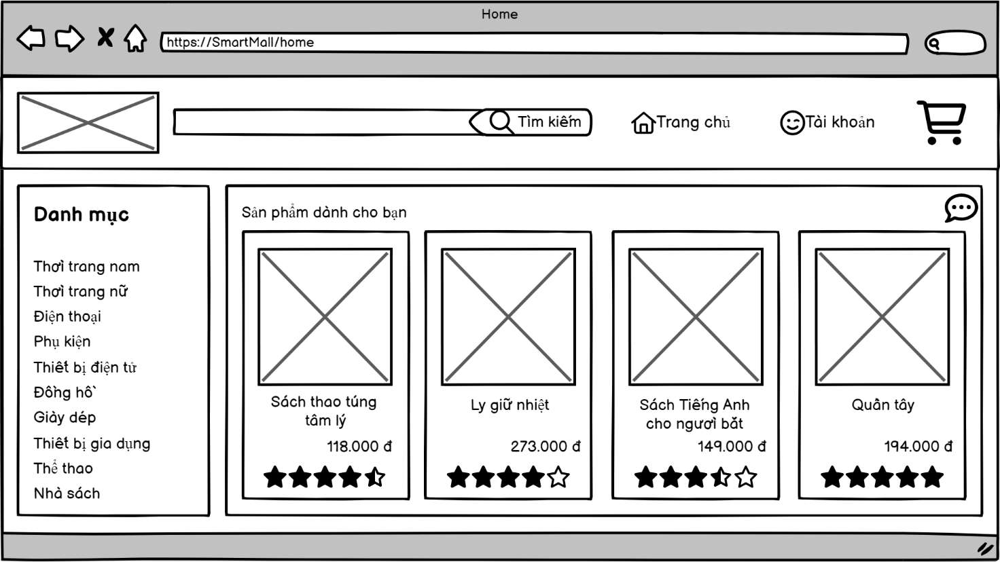 Home
https://SmartMall/home
Tìm kiếm
Trang chủ
Tài khoản
Danh mục
Thời trang nam
Thời trang nữ
Điện thoại
Phụ kiện
Thiết bị điện tử
Đồng hồ
Giày dép
Thiết bị gia dụng
Thể thao
Nhà sách
Sản phẩm dành cho bạn
Sách thao túng
tâm lý
118.000 đ
Ly giữ nhiệt
273.000 đ
Sách Tiếng Anh
cho người bắt
149.000 đ
Quần tây
194.000 đ